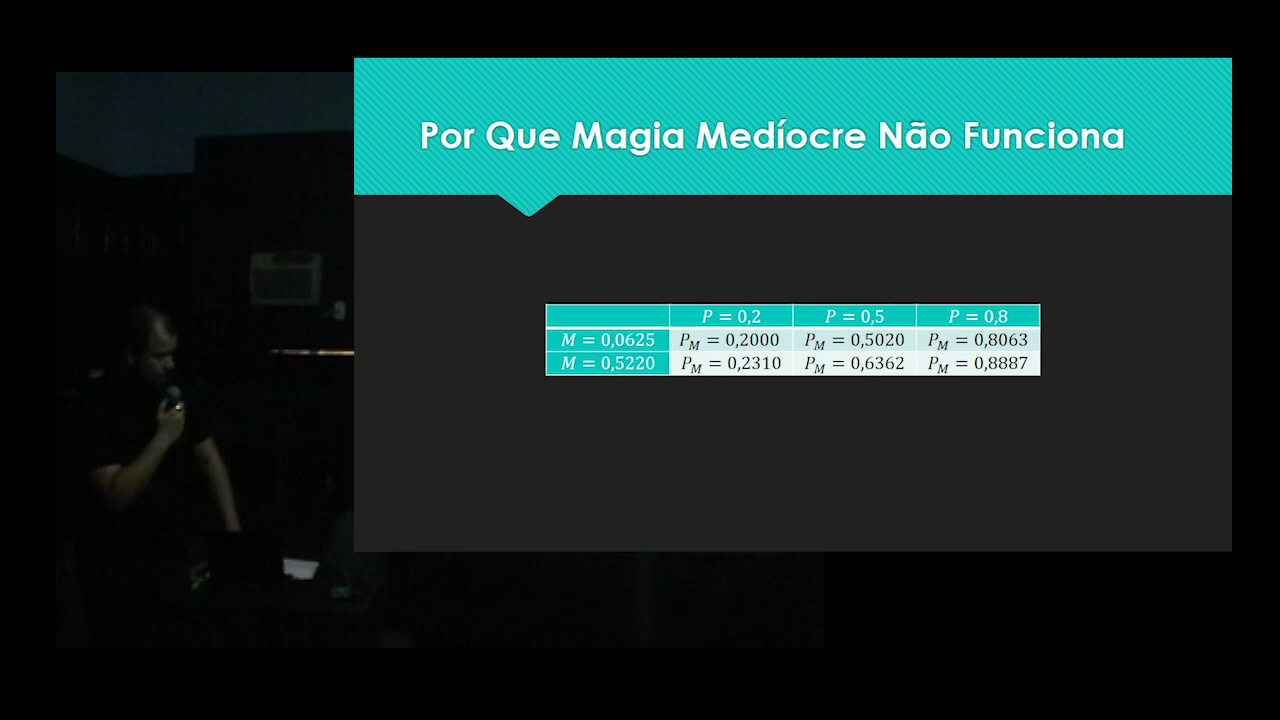 Por Que Magia Medíocre Não Funciona
P = 0,2 P = 0,5 P = 0,8
M = 0,0625 P_M = 0,2000 P_M = 0,5020 P_M = 0,8063
M = 0,5220 P_M = 0,2310 P_M = 0,6362 P_M = 0,8887